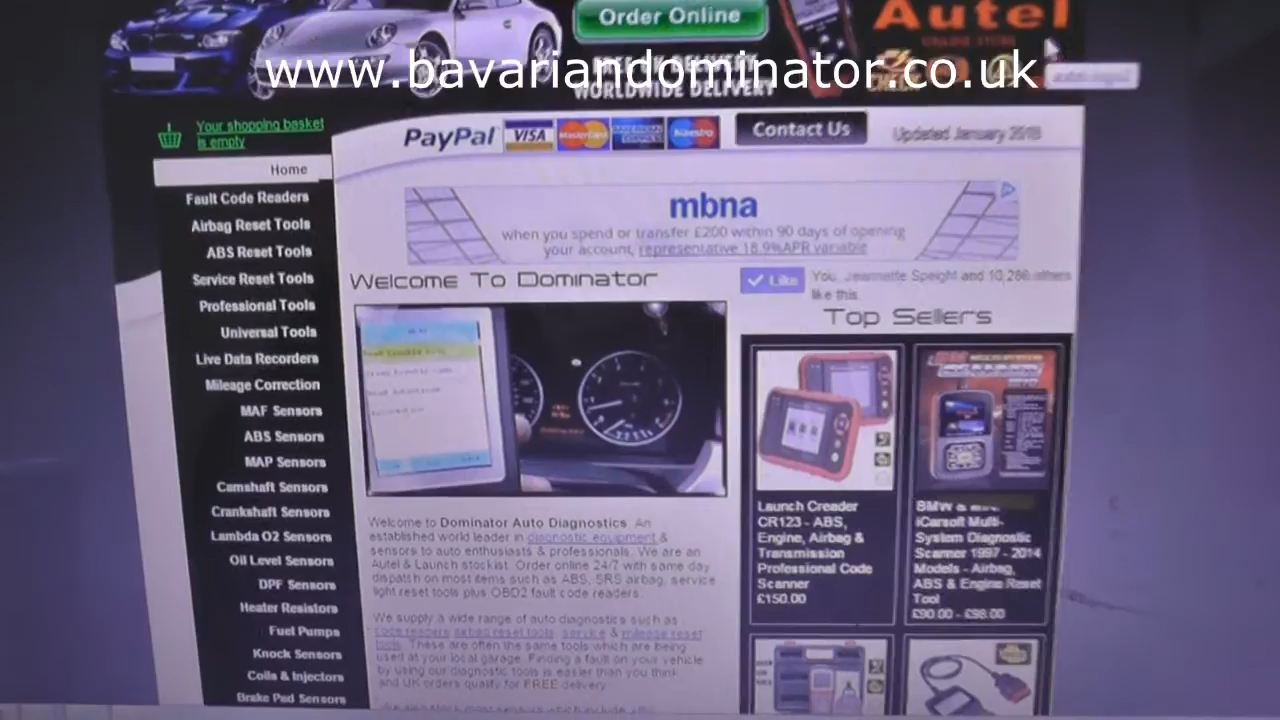 Order Online
Autel
www.bavariandominator.co.uk
WORLDWIDE DELIVERY
Your shopping basket
is empty
PayPal VISA MasterCard AMERICAN EXPRESS Maestro
Contact Us
Updated January 2018
Home
Fault Code Readers
Airbag Reset Tools
ABS Reset Tools
Service Reset Tools
Professional Tools
Universal Tools
Live Data Recorders
Mileage Correction
MAF Sensors
ABS Sensors
MAP Sensors
Camshaft Sensors
Crankshaft Sensors
Lambda O2 Sensors
Oil Level Sensors
DPF Sensors
Heater Resistors
Fuel Pumps
Knock Sensors
Coils & Injectors
Brake Pad Sensors
mbna
when you spend or transfer £200 within 90 days of opening
your account, representative 18.9%APR variable
Welcome To Dominator
Like
You, Jeannette Speight and 10,286 others
like this.
Top Sellers
Welcome to Dominator Auto Diagnostics. An
established world leader in diagnostic equipment &
sensors to auto enthusiasts & professionals. We are an
Autel & Launch stockist. Order online 24/7 with same day
dispatch on most items such as ABS, SRS airbag, service
light reset tools plus OBD2 fault code readers.
We supply a wide range of auto diagnostics such as
code readers airbag reset tools, service & mileage reset
tools. These are often the same tools which are being
used at your local garage. Finding a fault on your vehicle
by using our diagnostic tools is easier than you think
and UK orders qualify for FREE delivery.
Launch Creader
CR123 - ABS,
Engine, Airbag &
Transmission
Professional Code
Scanner
£150.00
BMW &
iCarsoft Multi-
System Diagnostic
Scanner 1997 - 2014
Models - Airbag,
ABS & Engine Reset
Tool
£90.00 - £98.00